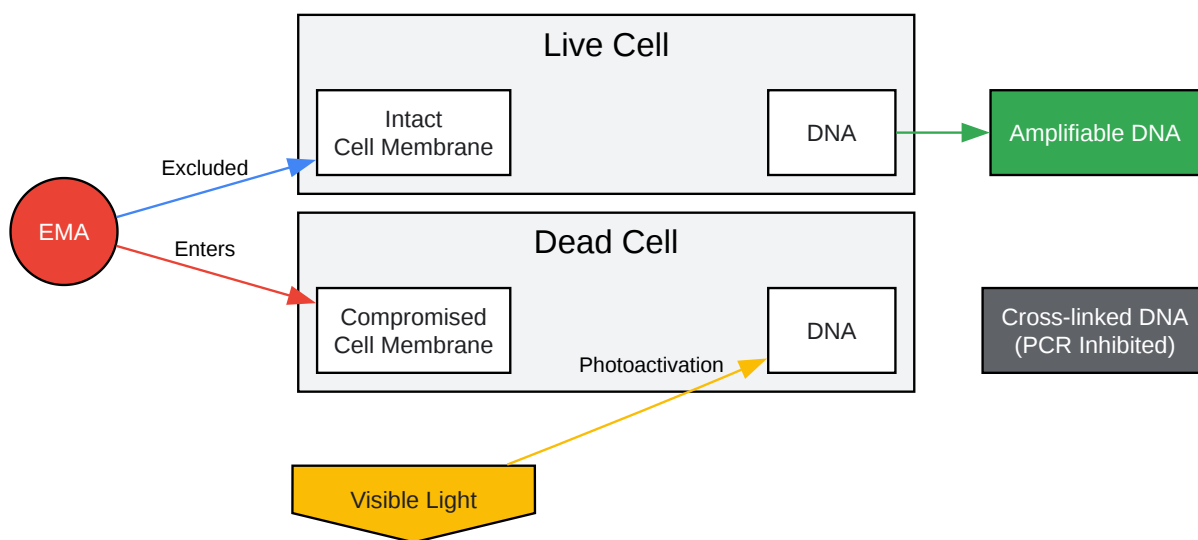 Live Cell
Intact
Cell Membrane
DNA
Amplifiable DNA
Excluded
EMA
Enters
Dead Cell
Compromised
Cell Membrane
DNA
Cross-linked DNA
(PCR Inhibited)
Photoactivation
Visible Light